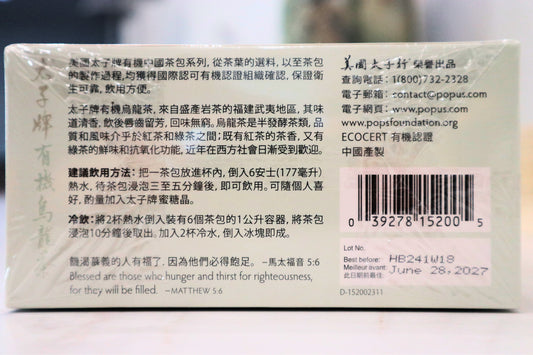 太子牌有機烏龍茶
美國太子牌有機中國茶包系列, 從茶葉的選料, 以至茶包
的製作過程, 均獲得國際認可有機認證組織確認, 保證衛
生可靠, 飲用方便。
太子牌有機烏龍茶, 來自盛產岩茶的福建武夷地區, 其味
道清香, 飲後唇齒留芳, 回味無窮。烏龍茶是半發酵茶類, 品
質和風味介乎於紅茶和綠茶之間; 既有紅茶的茶香, 又有
綠茶的鮮味和抗氧化功能, 近年在西方社會日漸受到歡迎。
建議飲用方法: 把一茶包放進杯內, 倒入6安士(177毫升)
熱水, 待茶包浸泡三至五分鐘後, 即可飲用。可隨個人喜
好, 酌量加入太子牌蜜糖晶。
冷飲: 將2杯熱水倒入裝有6個茶包的1公升容器, 將茶包
浸泡10分鐘後取出。加入2杯冷水, 倒入冰塊即成。
飢渴慕義的人有福了, 因為他們必得飽足。 –馬太福音 5:6
Blessed are those who hunger and thirst for righteousness,
for they will be filled. –MATTHEW 5:6
美國太子行 榮譽出品
查詢電話: 1(800)732-2328
電子郵箱: contact@popus.com
電子網頁: www.popus.com
www.popsfoundation.org
ECOCERT 有機認證
中國產製
0 39278 15200 5
Lot No.
HB241W18
Best before:
Meilleur avant:
此日期前最佳:
June 28, 2027
D-152002311